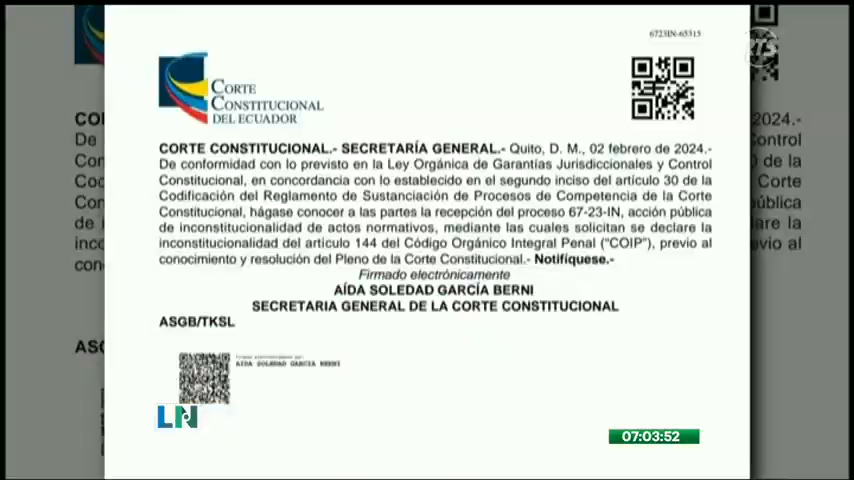 6723IN-65315
RTS
CORTE
CONSTITUCIONAL
DEL ECUADOR
CORTE CONSTITUCIONAL.- SECRETARÍA GENERAL.- Quito, D. M., 02 febrero de 2024.-
De conformidad con lo previsto en la Ley Orgánica de Garantías Jurisdiccionales y Control
Constitucional, en concordancia con lo establecido en el segundo inciso del artículo 30 de la
Codificación del Reglamento de Sustanciación de Procesos de Competencia de la Corte
Constitucional, hágase conocer a las partes la recepción del proceso 67-23-IN, acción pública
de inconstitucionalidad de actos normativos, mediante las cuales solicitan se declare la
inconstitucionalidad del artículo 144 del Código Orgánico Integral Penal ("COIP"), previo al
conocimiento y resolución del Pleno de la Corte Constitucional.- Notifíquese.-
Firmado electrónicamente
AÍDA SOLEDAD GARCÍA BERNI
SECRETARIA GENERAL DE LA CORTE CONSTITUCIONAL
ASGB/TKSL
AIDA SOLEDAD GARCIA BERNI
LN
07:03:52